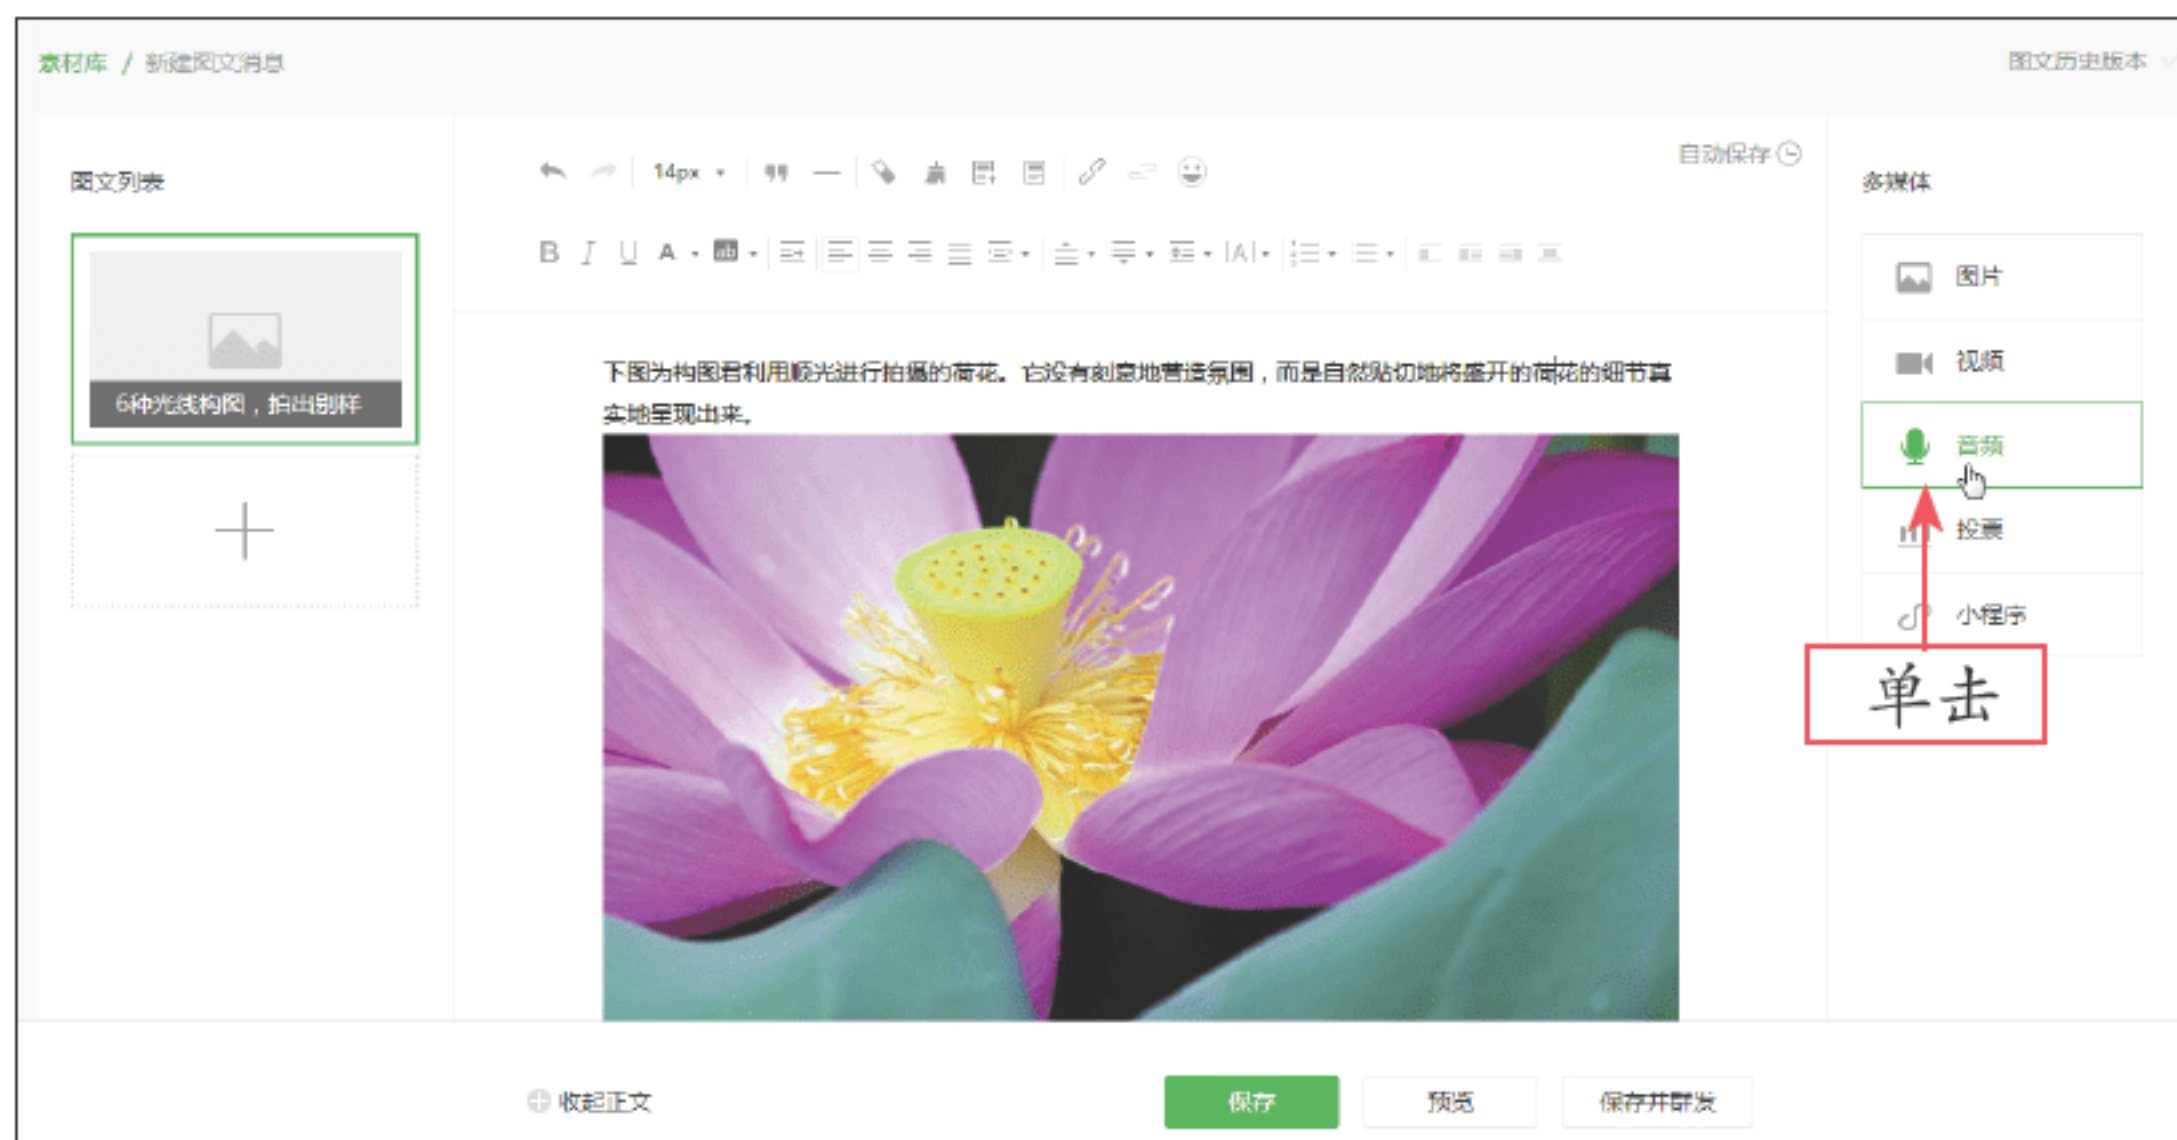 素材库 / 新建图文消息
图文历史版本
图文列表
6种光线构图，拍出别样
14px
自动保存
B I U A ab |A|
下图为构图君利用顺光进行拍摄的荷花。它没有刻意地营造氛围，而是自然贴切地将盛开的荷花的细节真
实地呈现出来。
多媒体
图片
视频
音频
投票
小程序
单击
收起正文
保存
预览
保存并群发